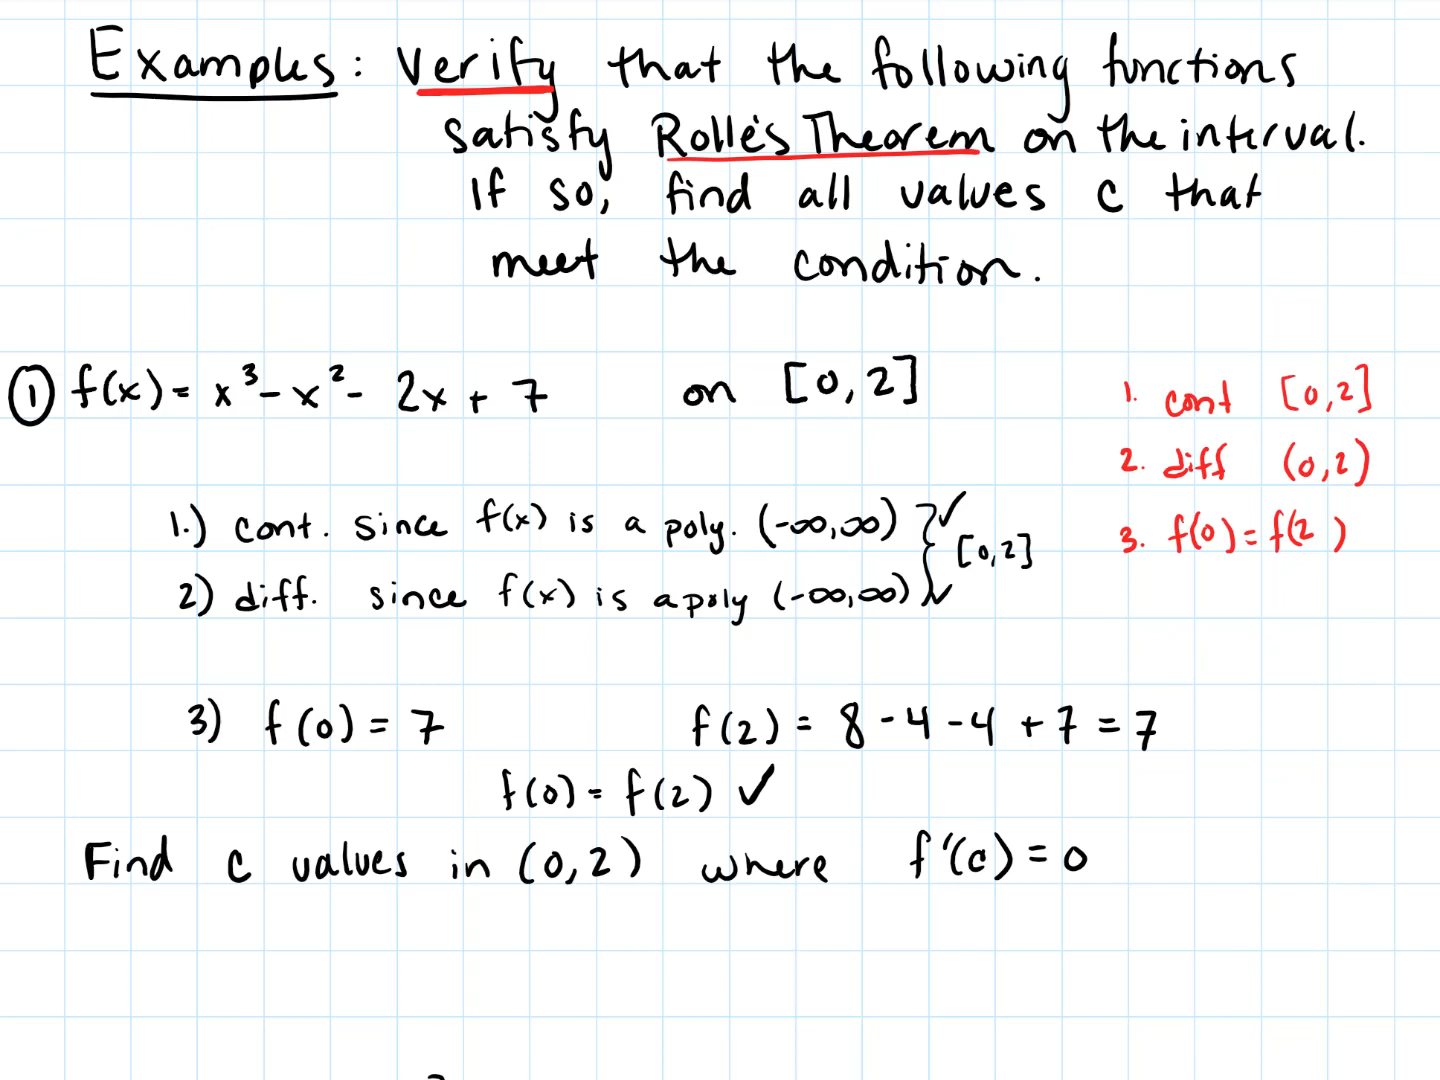 Examples: Verify that the following functions
satisfy Rolle's Theorem on the interval.
If so, find all values c that
meet the condition.
① f(x) = x³ - x² - 2x + 7 on [0,2]
1. cont [0,2]
2. diff (0,2)
3. f(0) = f(2)
1.) cont. since f(x) is a poly. (-∞,∞) ✓
[0,2]
2) diff. since f(x) is a poly (-∞,∞) ✓
3) f(0) = 7 f(2) = 8 - 4 - 4 + 7 = 7
f(0) = f(2) ✓
Find c values in (0,2) where f'(c) = 0